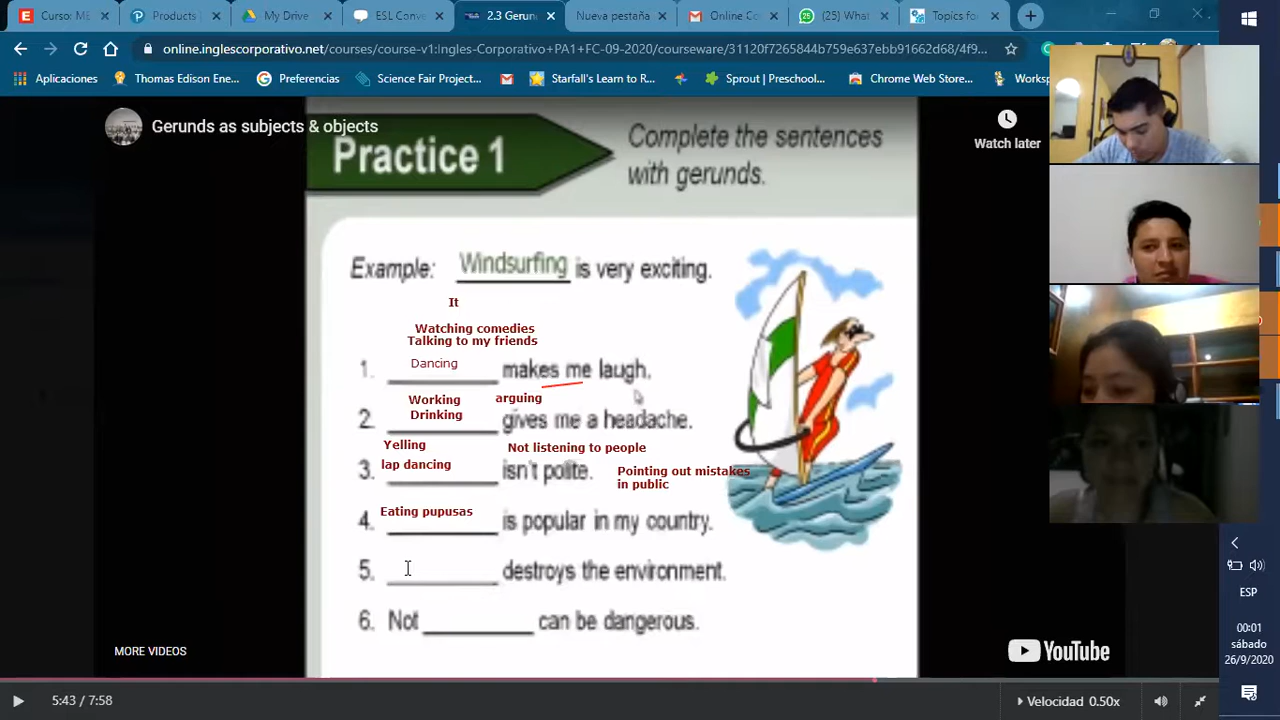 Curso: ME
Products
My Drive
ESL Conve
2.3 Gerun
Nueva pestaña
Online Co
(25) What
Topics for
online.inglescorporativo.net/courses/course-v1:Ingles-Corporativo+PA1+FC-09-2020/courseware/31120f7265844b759e637ebb91662d68/4f9...
Aplicaciones
Thomas Edison Ene...
Preferencias
Science Fair Project...
Starfall's Learn to R...
Sprout | Preschool...
Chrome Web Store...
Worksp
Gerunds as subjects & objects
Watch later
Practice 1
Complete the sentences
with gerunds.
Example: Windsurfing is very exciting.
It
Watching comedies
Talking to my friends
1. Dancing makes me laugh.
Working
arguing
Drinking
2. gives me a headache.
Yelling
Not listening to people
lap dancing
3. isn't polite.
Pointing out mistakes
in public
Eating pupusas
4. is popular in my country.
5. destroys the environment.
6. Not can be dangerous.
MORE VIDEOS
YouTube
5:43 / 7:58
Velocidad 0.50x
ESP
00:01
sábado
26/9/2020